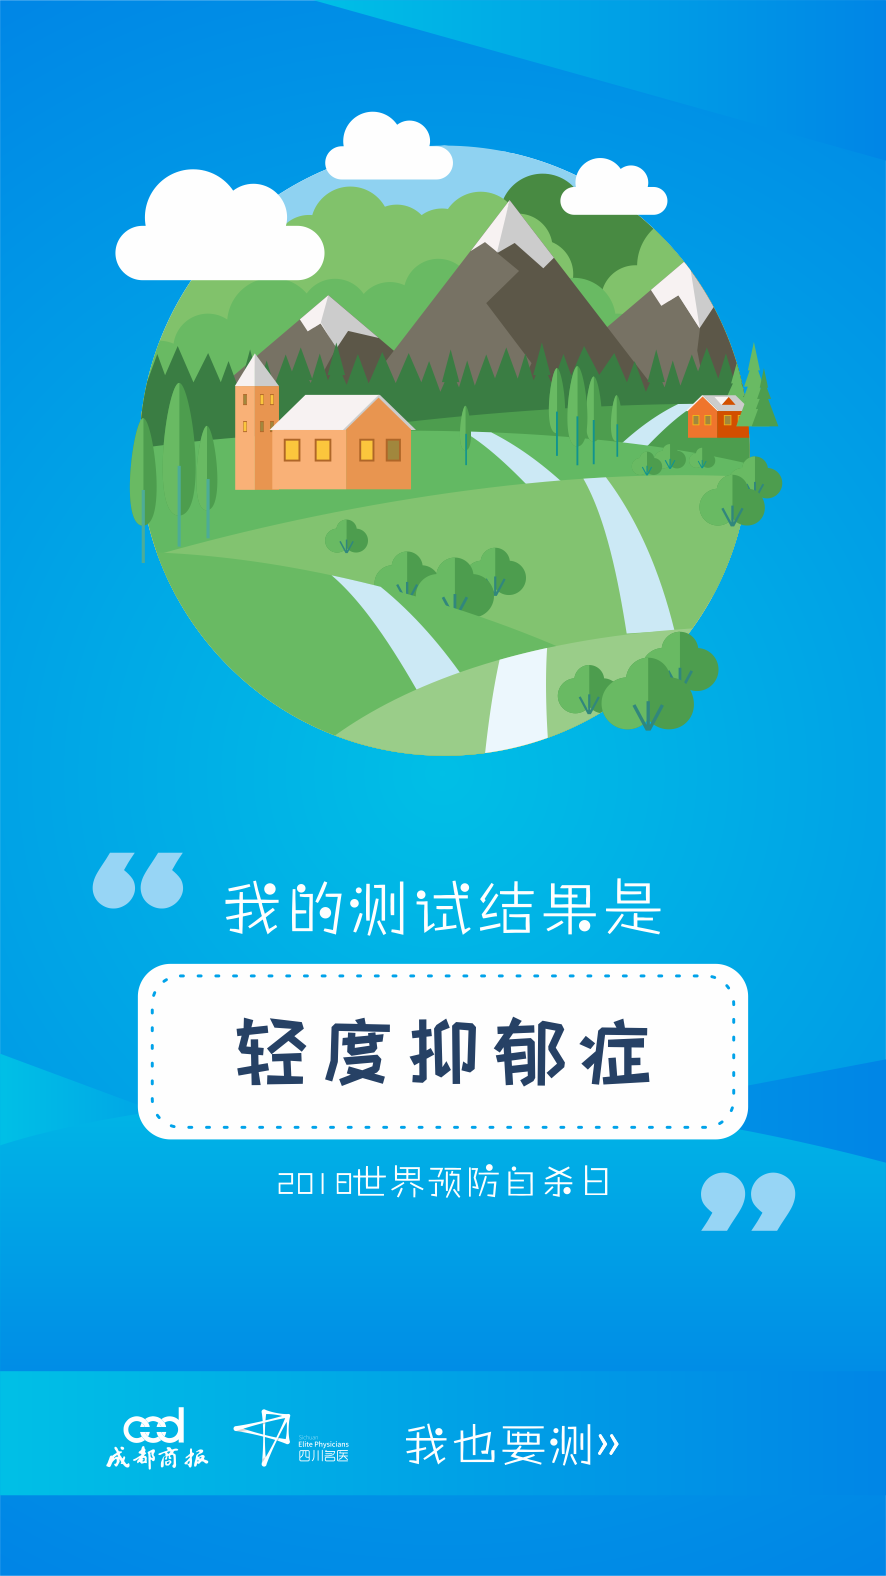 “
我的测试结果是
轻度抑郁症
2018世界预防自杀日
”
成都商报
Sichuan
Elite Physicians
四川名医
我也要测»